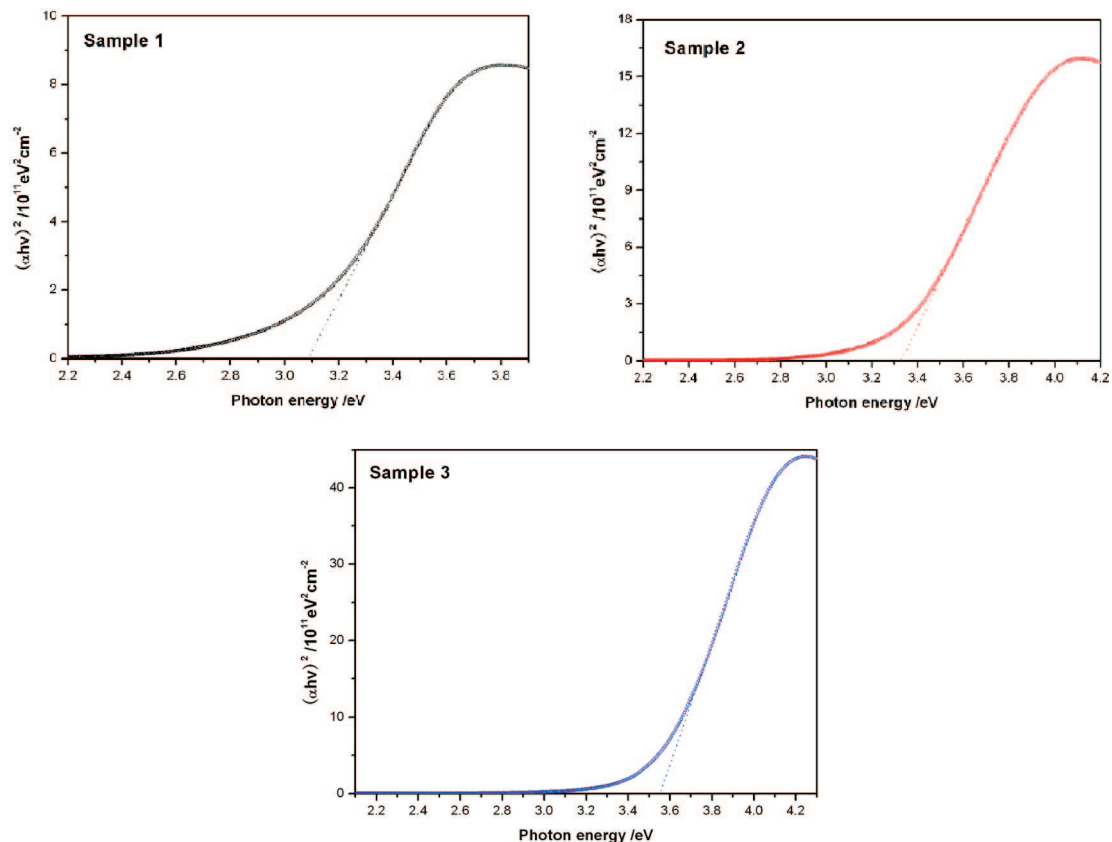 Sample 1
10
8
6
4
2
0
(αhν)² /10¹¹eV²cm⁻²
2.2 2.4 2.6 2.8 3.0 3.2 3.4 3.6 3.8
Photon energy /eV
Sample 2
18
15
12
9
6
3
0
(αhν)² /10¹¹eV²cm⁻²
2.2 2.4 2.6 2.8 3.0 3.2 3.4 3.6 3.8 4.0 4.2
Photon energy /eV
Sample 3
40
30
20
10
0
(αhν)² /10¹¹eV²cm⁻²
2.2 2.4 2.6 2.8 3.0 3.2 3.4 3.6 3.8 4.0 4.2
Photon energy /eV